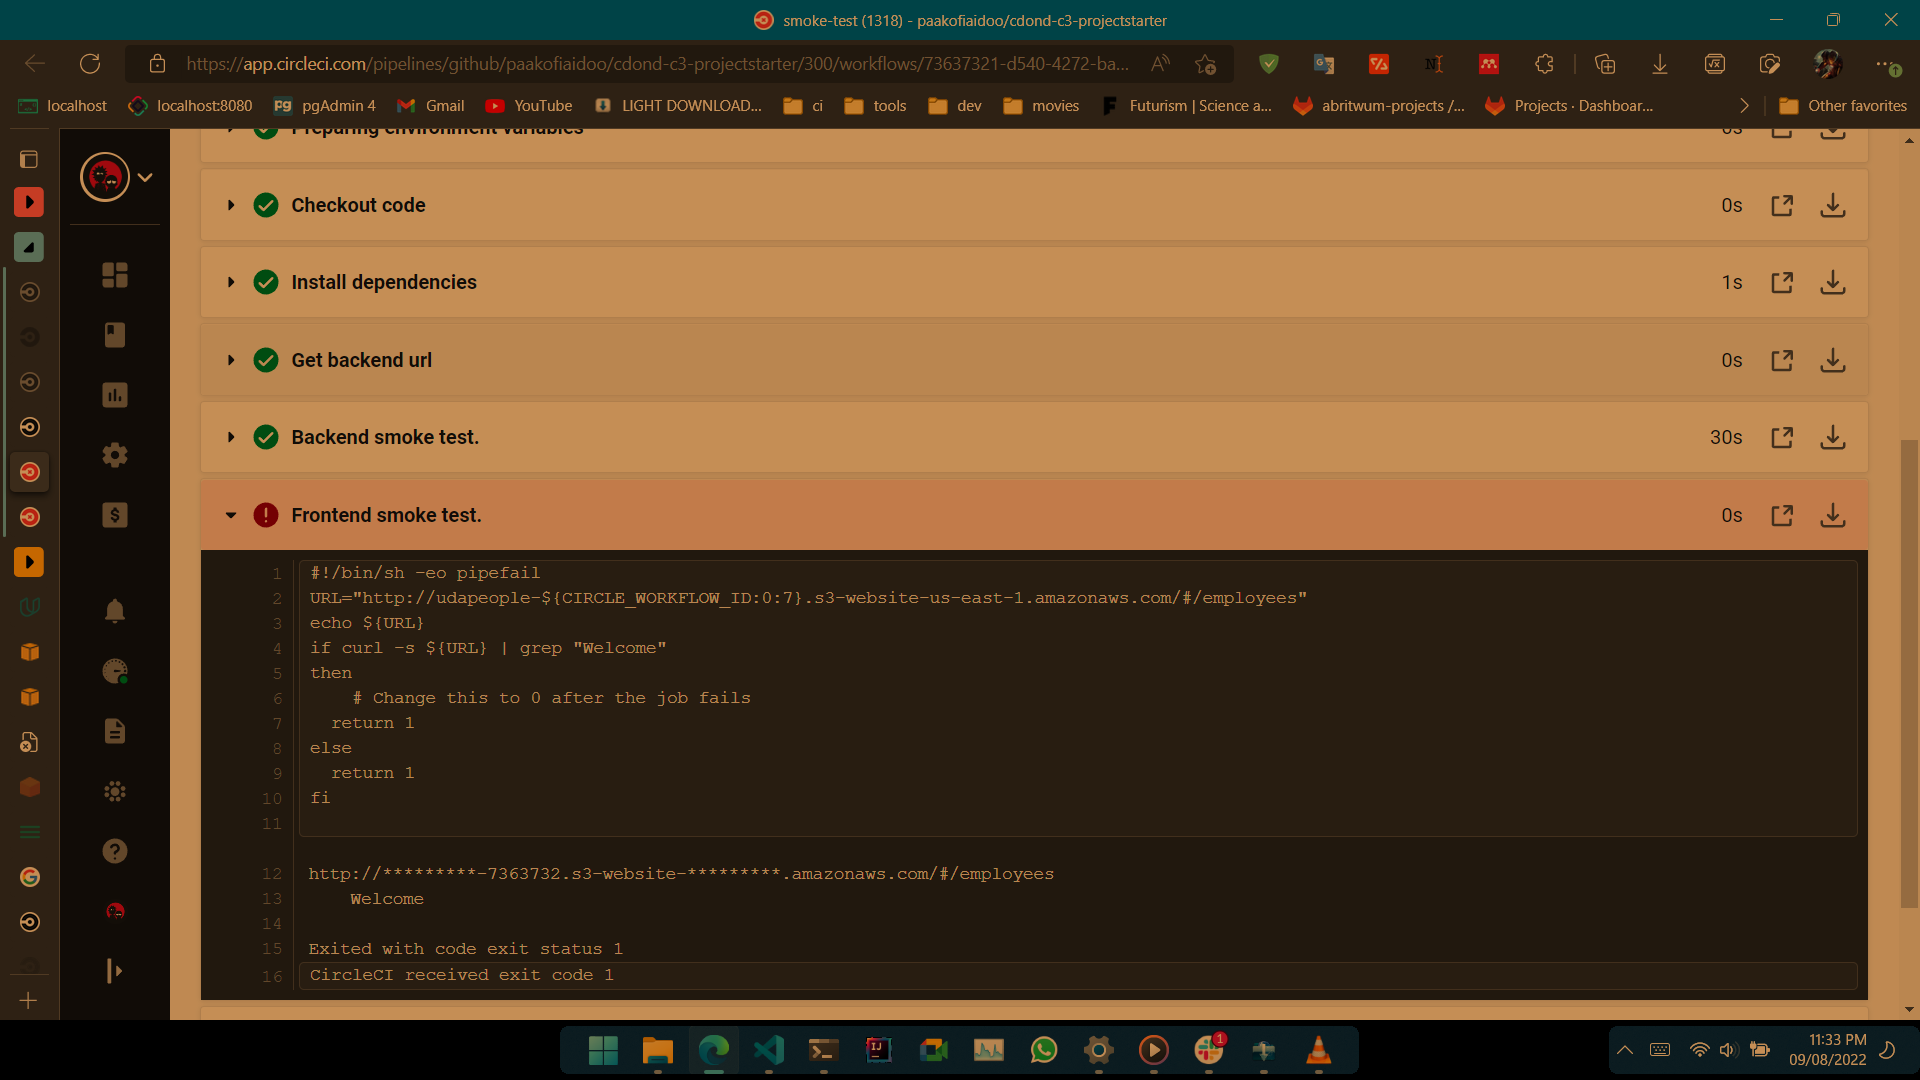 smoke-test (1318) - paakofiaidoo/cdond-c3-projectstarter
https://app.circleci.com/pipelines/github/paakofiaidoo/cdond-c3-projectstarter/300/workflows/73637321-d540-4272-ba...
localhost localhost:8080 pgAdmin 4 Gmail YouTube LIGHT DOWNLOAD... ci tools dev movies Futurism | Science a... abritwum-projects /... Projects · Dashboar... Other favorites
Preparing environment variables 0s
Checkout code 0s
Install dependencies 1s
Get backend url 0s
Backend smoke test. 30s
Frontend smoke test. 0s
1 #!/bin/sh -eo pipefail
2 URL="http://udapeople-${CIRCLE_WORKFLOW_ID:0:7}.s3-website-us-east-1.amazonaws.com/#/employees"
3 echo ${URL}
4 if curl -s ${URL} | grep "Welcome"
5 then
6 # Change this to 0 after the job fails
7 return 1
8 else
9 return 1
10 fi
11
12 http://*********-7363732.s3-website-*********.amazonaws.com/#/employees
13 Welcome
14
15 Exited with code exit status 1
16 CircleCI received exit code 1
1
11:33 PM
09/08/2022